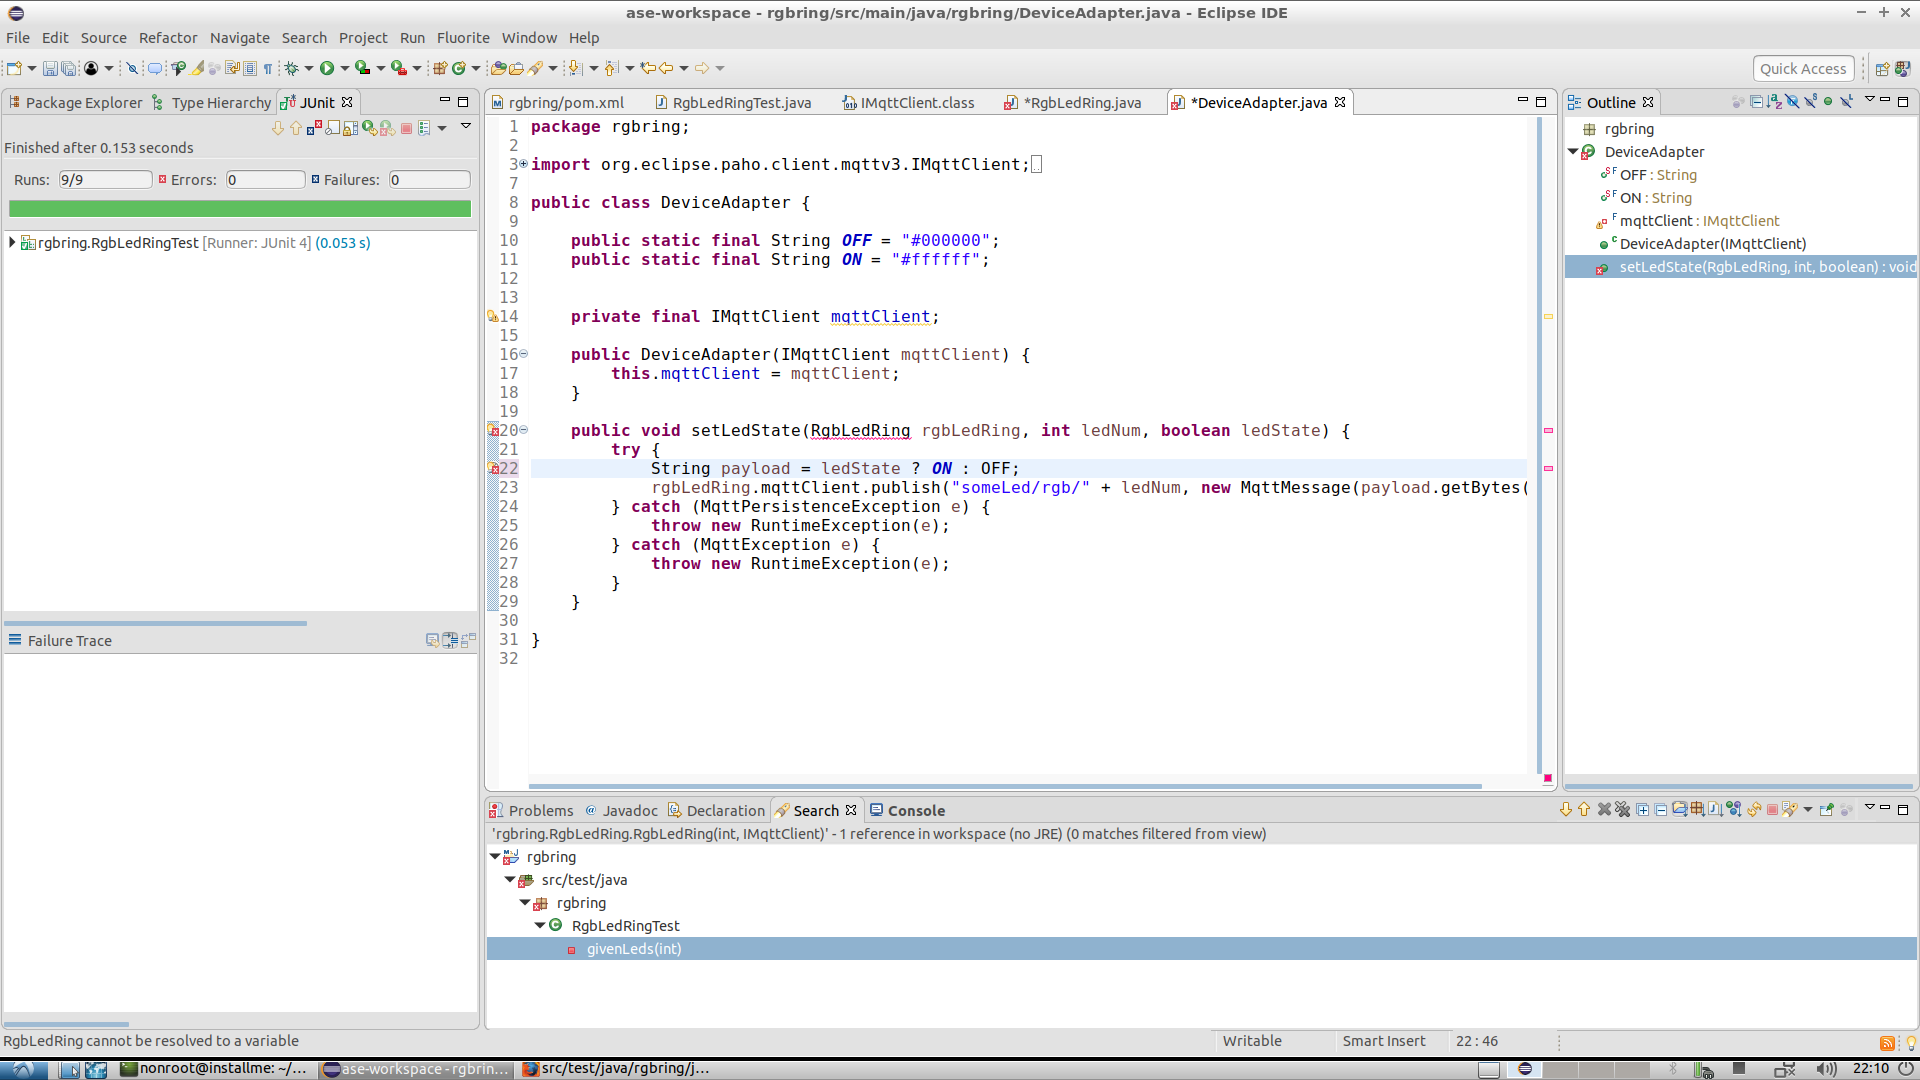 ase-workspace - rgbring/src/main/java/rgbring/DeviceAdapter.java - Eclipse IDE
File Edit Source Refactor Navigate Search Project Run Fluorite Window Help
Quick Access
Package Explorer Type Hierarchy JUnit
Finished after 0.153 seconds
Runs: 9/9 Errors: 0 Failures: 0
rgbring.RgbLedRingTest [Runner: JUnit 4] (0.053 s)
Failure Trace
rgbring/pom.xml RgbLedRingTest.java IMqttClient.class *RgbLedRing.java *DeviceAdapter.java
1 package rgbring;
2
3 import org.eclipse.paho.client.mqttv3.IMqttClient;
7
8 public class DeviceAdapter {
9
10 public static final String OFF = "#000000";
11 public static final String ON = "#ffffff";
12
13
14 private final IMqttClient mqttClient;
15
16 public DeviceAdapter(IMqttClient mqttClient) {
17 this.mqttClient = mqttClient;
18 }
19
20 public void setLedState(RgbLedRing rgbLedRing, int ledNum, boolean ledState) {
21 try {
22 String payload = ledState ? ON : OFF;
23 rgbLedRing.mqttClient.publish("someLed/rgb/" + ledNum, new MqttMessage(payload.getBytes(
24 } catch (MqttPersistenceException e) {
25 throw new RuntimeException(e);
26 } catch (MqttException e) {
27 throw new RuntimeException(e);
28 }
29 }
30
31 }
32
Outline
rgbring
DeviceAdapter
OFF : String
ON : String
mqttClient : IMqttClient
DeviceAdapter(IMqttClient)
setLedState(RgbLedRing, int, boolean) : void
Problems Javadoc Declaration Search Console
'rgbring.RgbLedRing.RgbLedRing(int, IMqttClient)' - 1 reference in workspace (no JRE) (0 matches filtered from view)
rgbring
src/test/java
rgbring
RgbLedRingTest
givenLeds(int)
RgbLedRing cannot be resolved to a variable
Writable Smart Insert 22 : 46
nonroot@installme: ~/... ase-workspace - rgbrin... src/test/java/rgbring/j... 22:10